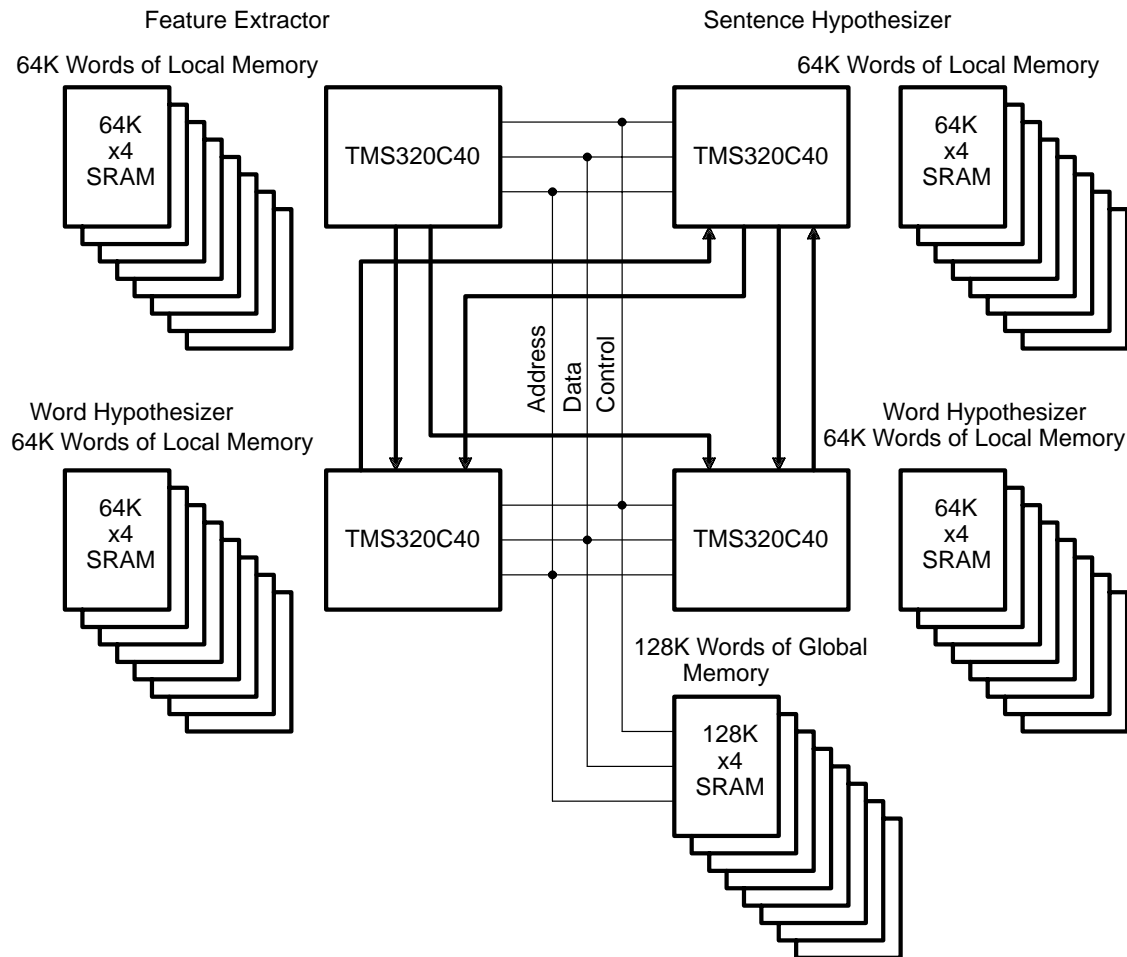 Feature Extractor
Sentence Hypothesizer
64K Words of Local Memory
64K
x4
SRAM
TMS320C40
TMS320C40
64K Words of Local Memory
64K
x4
SRAM
Address
Data
Control
Word Hypothesizer
64K Words of Local Memory
64K
x4
SRAM
TMS320C40
TMS320C40
Word Hypothesizer
64K Words of Local Memory
64K
x4
SRAM
128K Words of Global
Memory
128K
x4
SRAM